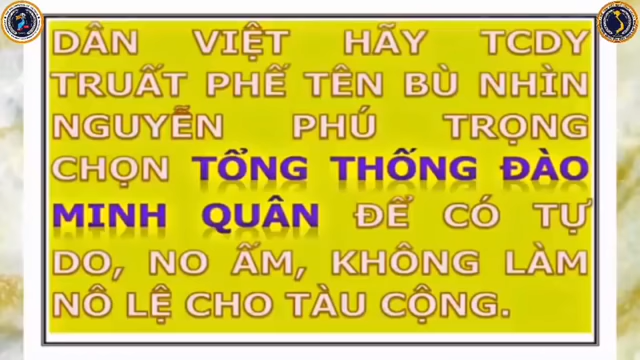 DÂN VIỆT HÃY TCDY
TRUẤT PHẾ TÊN BÙ NHÌN
NGUYỄN PHÚ TRỌNG
CHỌN TỔNG THỐNG ĐÀO
MINH QUÂN ĐỂ CÓ TỰ
DO, NO ẤM, KHÔNG LÀM
NÔ LỆ CHO TÀU CỘNG.